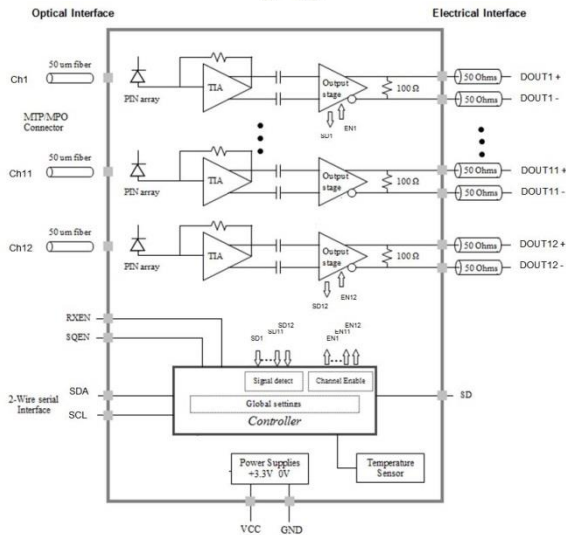 Optical Interface
Electrical Interface
Ch1
50 um fiber
PIN array
TIA
Output stage
100 Ω
50 Ohms
DOUT1 +
50 Ohms
DOUT1 -
SD1
EN1
MTP/MPO
Connector
Ch11
50 um fiber
PIN array
TIA
Output stage
100 Ω
50 Ohms
DOUT11 +
50 Ohms
DOUT11 -
Ch12
50 um fiber
PIN array
TIA
Output stage
100 Ω
50 Ohms
DOUT12 +
50 Ohms
DOUT12 -
SD12
EN12
RXEN
SQEN
SD1
SD11
SD12
EN1
EN11
EN12
2-Wire serial
Interface
SDA
SCL
Signal detect
Channel Enable
Global settings
Controller
SD
Power Supplies
+3.3V 0V
Temperature
Sensor
VCC
GND